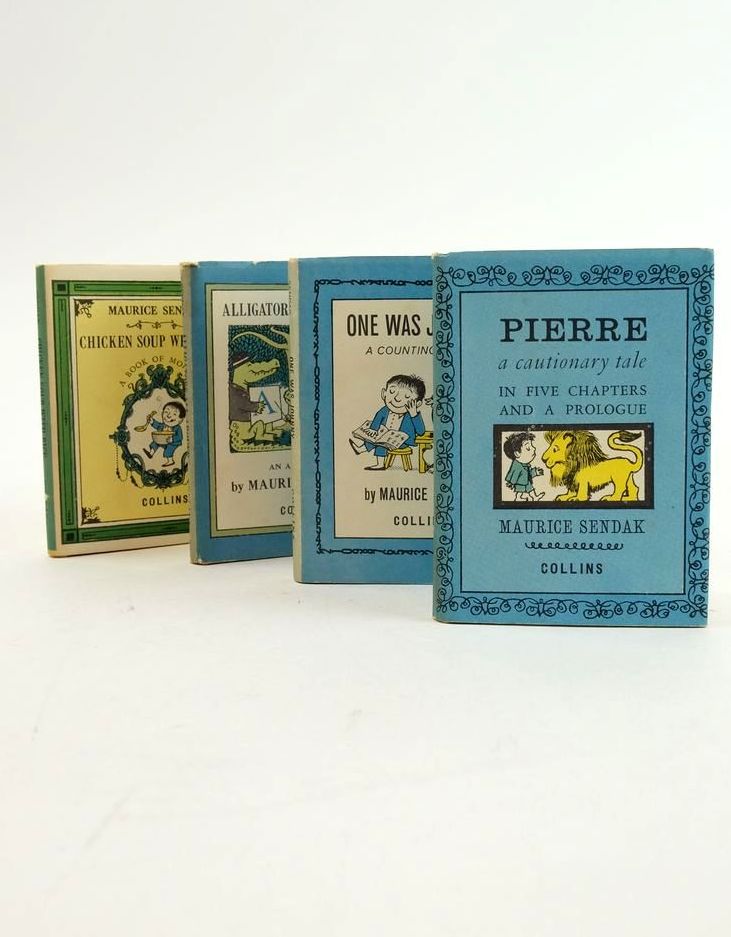 MAURICE SEN
CHICKEN SOUP WI
A BOOK OF MO
COLLINS
ALLIGATOR
A
AN A
by MAURI
CO
ONE WAS J
A COUNTING
by MAURICE
COLLI
PIERRE
a cautionary tale
IN FIVE CHAPTERS
AND A PROLOGUE
MAURICE SENDAK
COLLINS